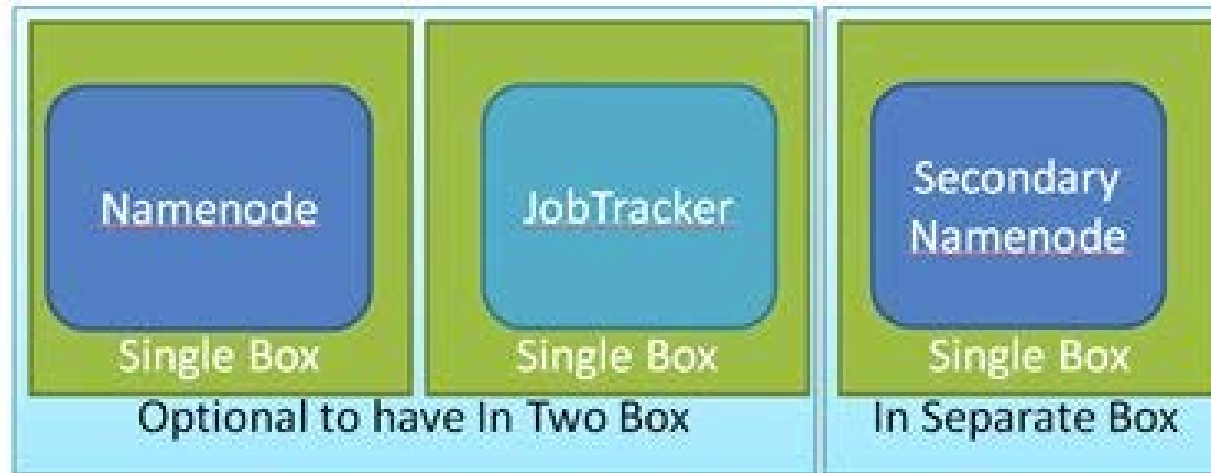 Namenode
Single Box
JobTracker
Single Box
Optional to have In Two Box
Secondary
Namenode
Single Box
In Separate Box